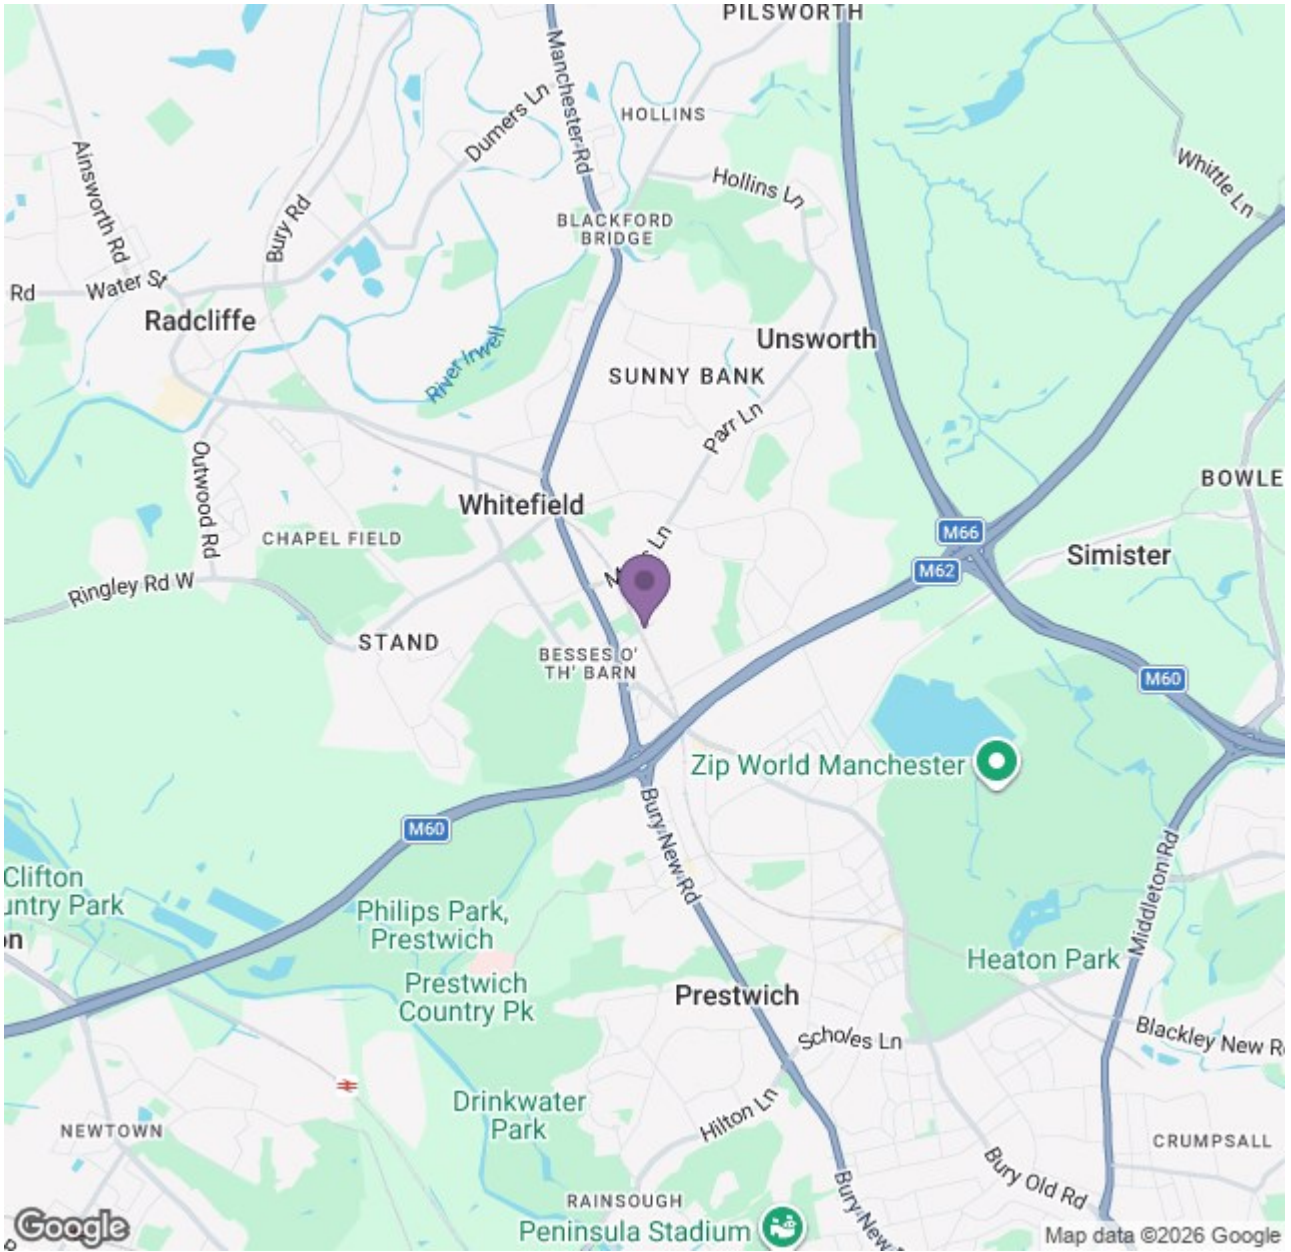 PILSWORTH
Manchester Rd
Dumers Ln
HOLLINS
Ainsworth Rd
Whittle Ln
Hollins Ln
Bury Rd
BLACKFORD
BRIDGE
Rd
Water St
Radcliffe
River Irwell
Unsworth
SUNNY BANK
Parr Ln
Outwood Rd
BOWLE
Whitefield
CHAPEL FIELD
M66
M62
Simister
Ln
Ringley Rd W
STAND
BESSES O'
TH' BARN
M60
Zip World Manchester
M60
Bury New Rd
Middleton Rd
Clifton
untry Park
on
Philips Park,
Prestwich
Heaton Park
Prestwich
Country Pk
Prestwich
Scholes Ln
Blackley New R
Drinkwater
Park
Hilton Ln
NEWTOWN
CRUMPSALL
Bury Old Rd
Bury New
RAINSOUGH
Peninsula Stadium
Google
Map data ©2026 Google